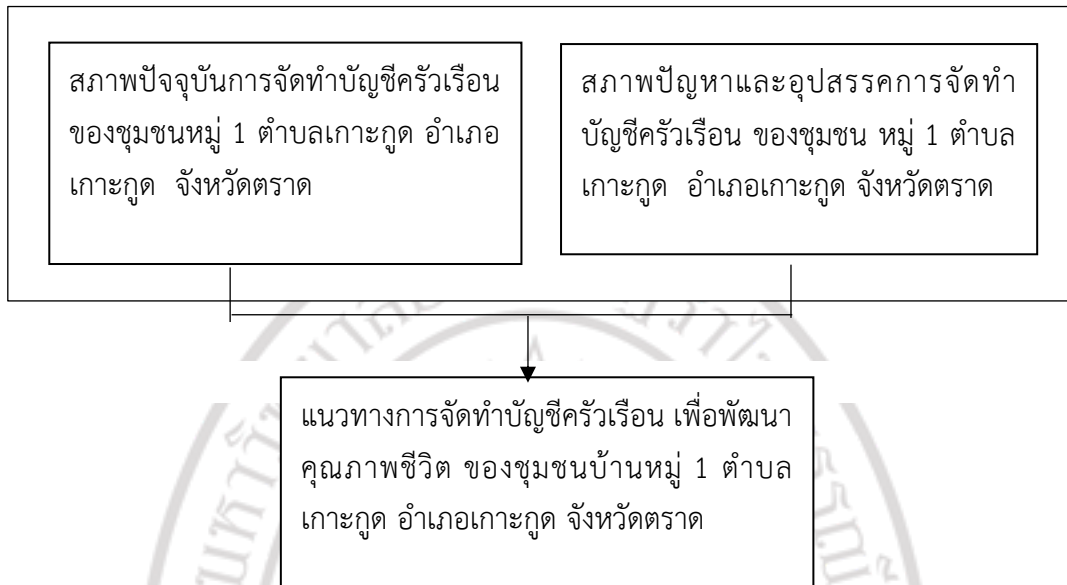 สภาพปัจจุบันการจัดทำบัญชีครัวเรือน
ของชุมชนหมู่ 1 ตำบลเกาะกูด อำเภอ
เกาะกูด จังหวัดตราด
สภาพปัญหาและอุปสรรคการจัดทำ
บัญชีครัวเรือน ของชุมชน หมู่ 1 ตำบล
เกาะกูด อำเภอเกาะกูด จังหวัดตราด
แนวทางการจัดทำบัญชีครัวเรือน เพื่อพัฒนา
คุณภาพชีวิต ของชุมชนบ้านหมู่ 1 ตำบล
เกาะกูด อำเภอเกาะกูด จังหวัดตราด